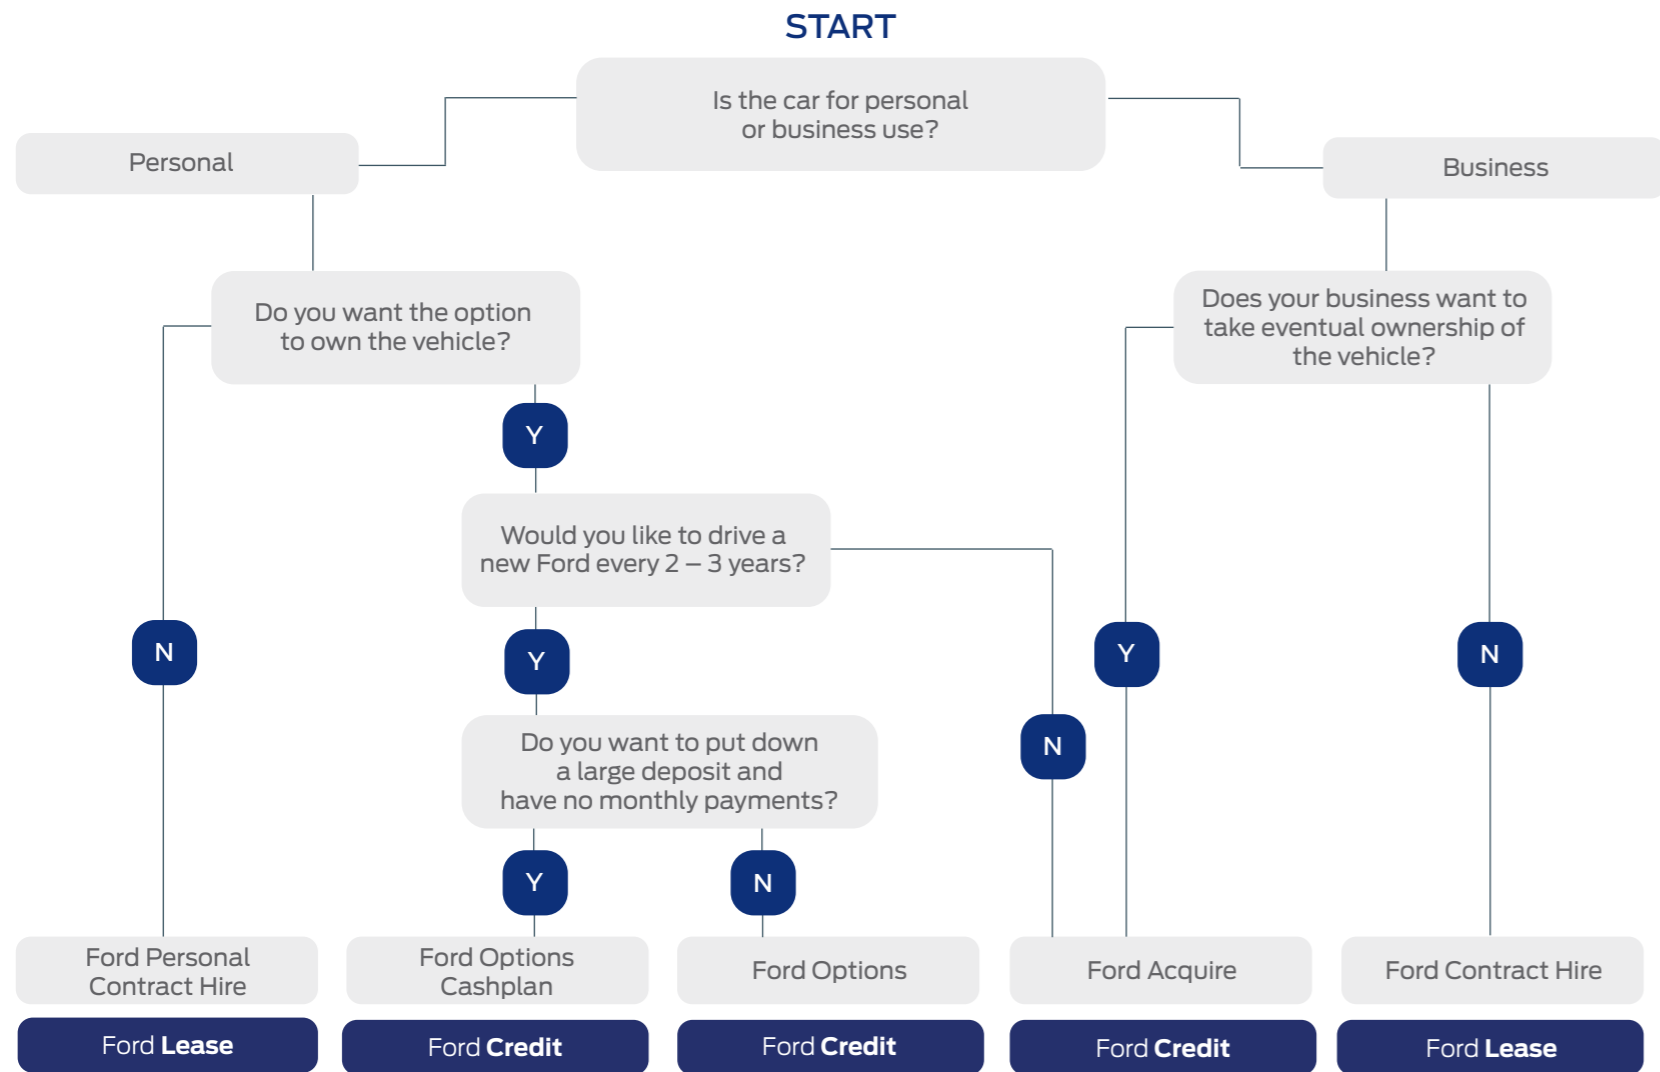 START
Is the car for personal
or business use?
Personal
Business
Do you want the option
to own the vehicle?
Does your business want to
take eventual ownership of
the vehicle?
Y
Would you like to drive a
new Ford every 2 – 3 years?
N
Y
Y
N
Do you want to put down
a large deposit and
have no monthly payments?
N
Y
N
Ford Personal
Contract Hire
Ford Options
Cashplan
Ford Options
Ford Acquire
Ford Contract Hire
Ford Lease
Ford Credit
Ford Credit
Ford Credit
Ford Lease